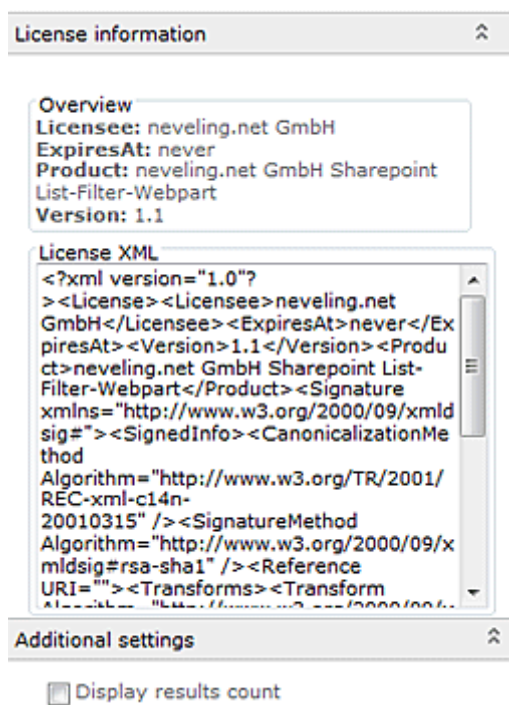 License information
Overview
Licensee: neveling.net GmbH
ExpiresAt: never
Product: neveling.net GmbH Sharepoint
List-Filter-Webpart
Version: 1.1
License XML
<?xml version="1.0"?
><License><Licensee>neveling.net
GmbH</Licensee><ExpiresAt>never</Ex
piresAt><Version>1.1</Version><Produ
ct>neveling.net GmbH Sharepoint List-
Filter-Webpart</Product><Signature
xmlns="http://www.w3.org/2000/09/xmld
sig#"><SignedInfo><CanonicalizationMe
thod
Algorithm="http://www.w3.org/TR/2001/
REC-xml-c14n-
20010315" /><SignatureMethod
Algorithm="http://www.w3.org/2000/09/x
mldsig#rsa-sha1" /><Reference
URI=""><Transforms><Transform
Additional settings
Display results count